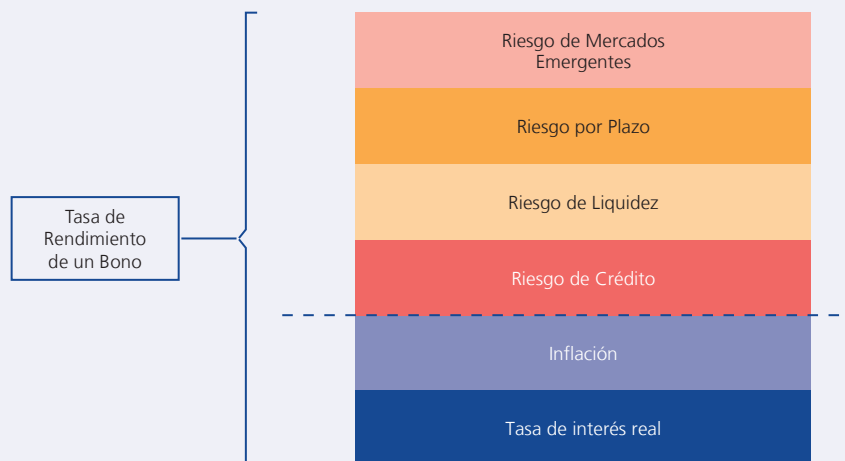 Riesgo de Mercados
Emergentes
Riesgo por Plazo
Riesgo de Liquidez
Tasa de
Rendimiento
de un Bono
Riesgo de Crédito
Inflación
Tasa de interés real